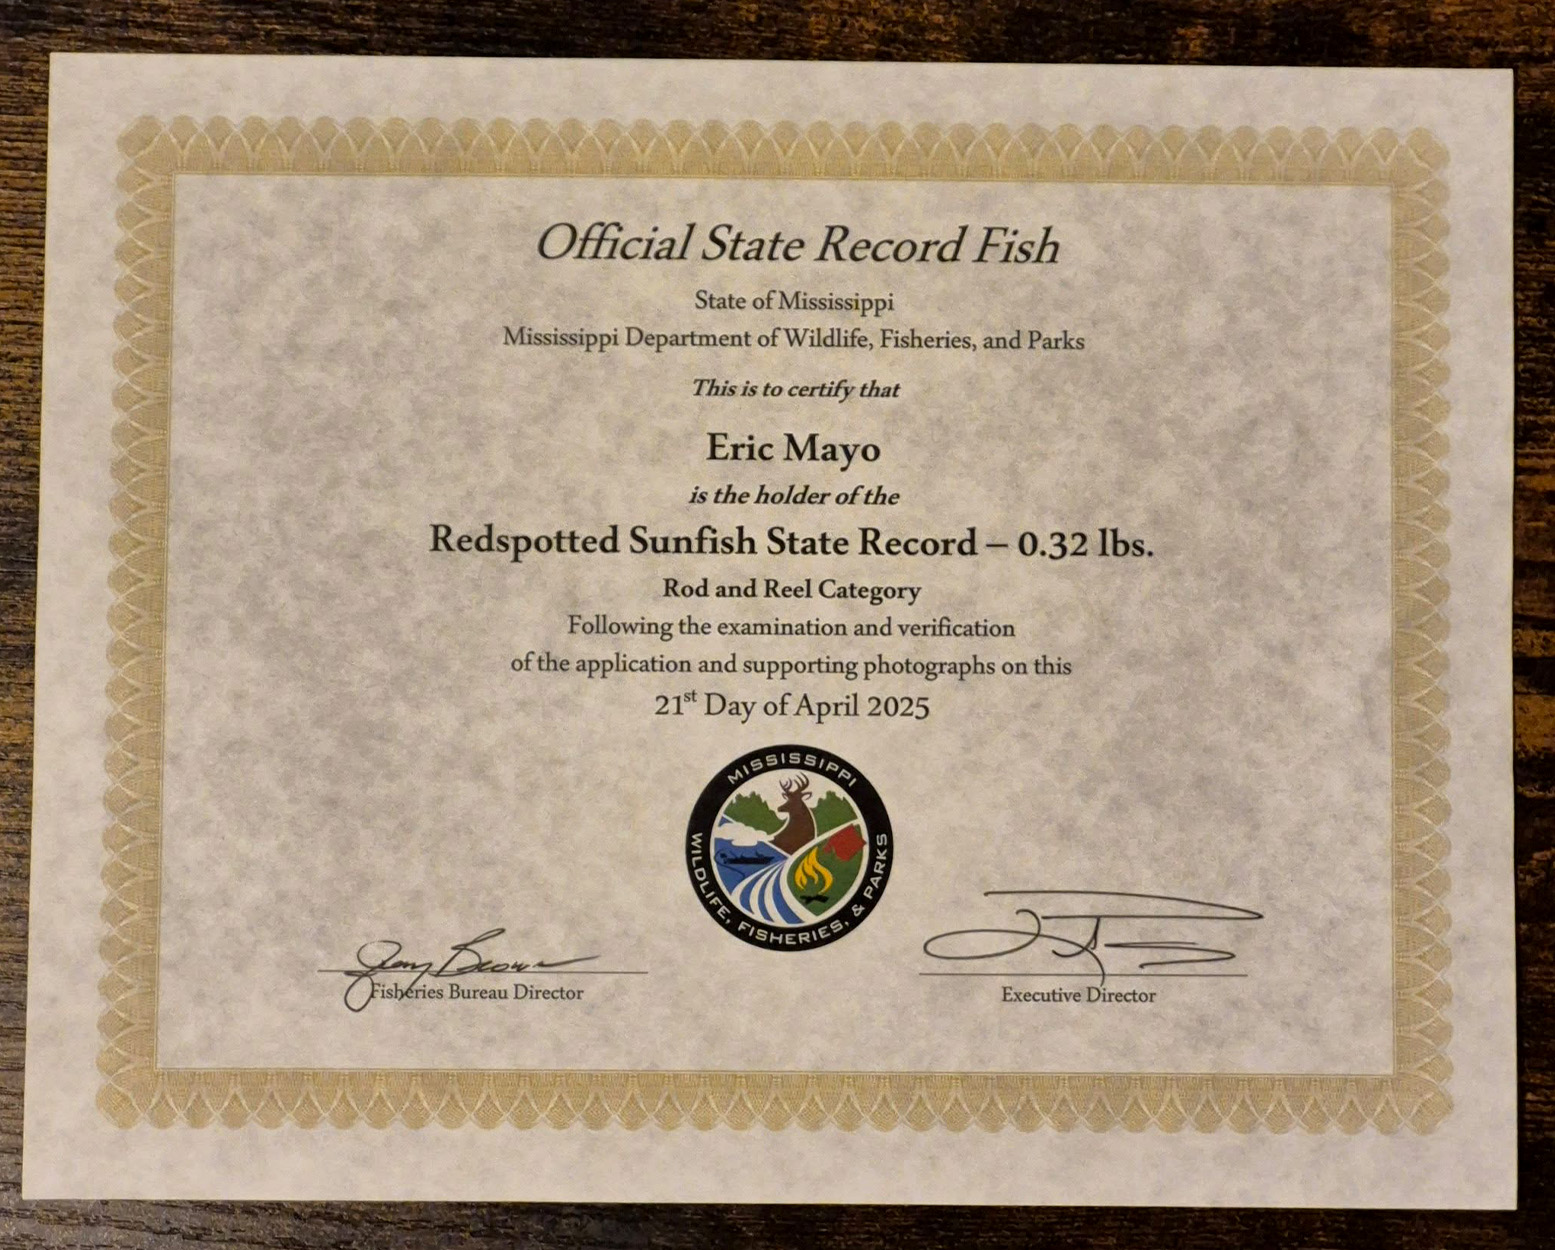 Official State Record Fish
State of Mississippi
Mississippi Department of Wildlife, Fisheries, and Parks
This is to certify that
Eric Mayo
is the holder of the
Redspotted Sunfish State Record – 0.32 lbs.
Rod and Reel Category
Following the examination and verification
of the application and supporting photographs on this
21st Day of April 2025
MISSISSIPPI
WILDLIFE, FISHERIES, & PARKS
Jerry Brown
Fisheries Bureau Director
Executive Director